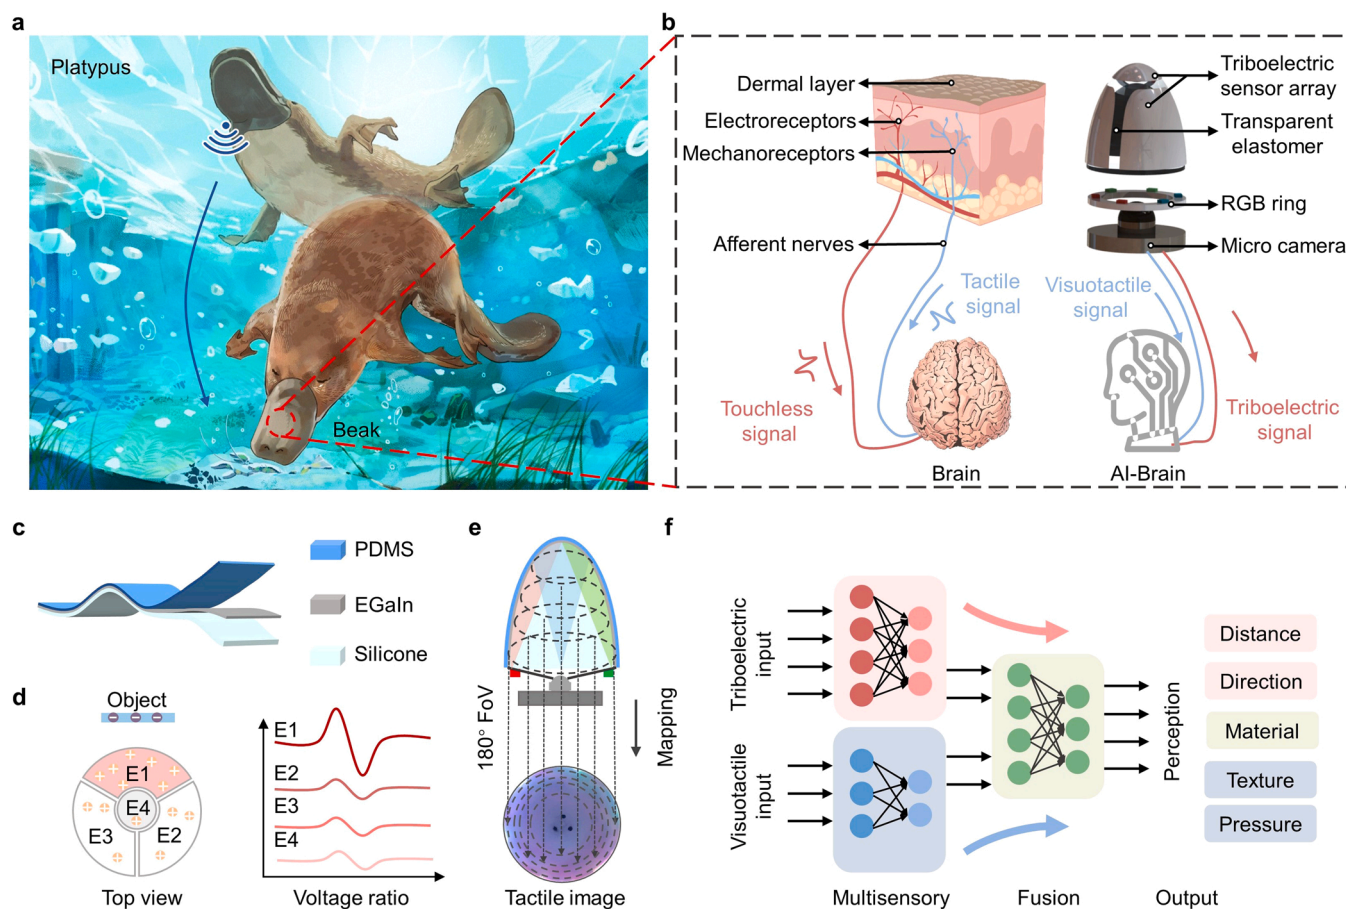 a
Platypus
Beak
b
Dermal layer
Electroreceptors
Mechanoreceptors
Afferent nerves
Tactile
signal
Touchless
signal
Brain
Triboelectric
sensor array
Transparent
elastomer
RGB ring
Micro camera
Visuotactile
signal
Triboelectric
signal
AI-Brain
c
PDMS
EGaIn
Silicone
d
Object
E1
E4
E3
E2
Top view
E1
E2
E3
E4
Voltage ratio
e
180° FoV
Mapping
Tactile image
f
Triboelectric
input
Visuotactile
input
Multisensory
Fusion
Perception
Output
Distance
Direction
Material
Texture
Pressure